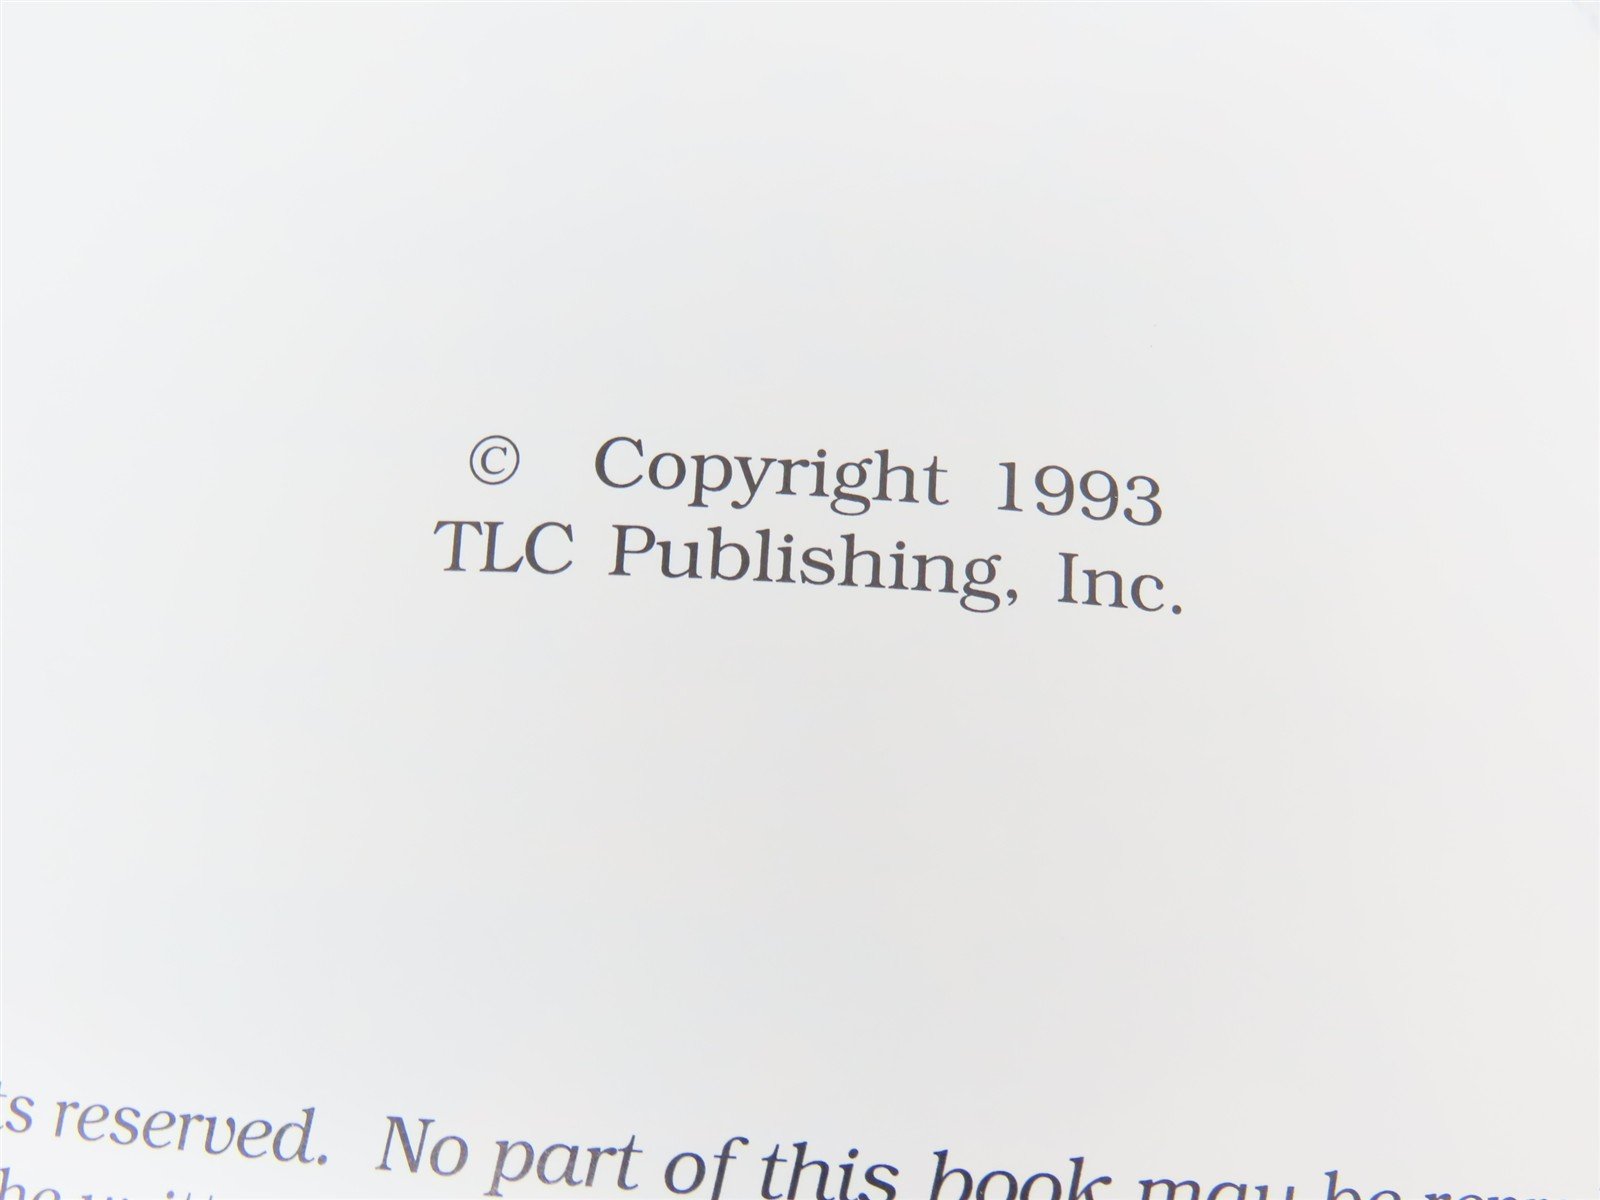 © Copyright 1993
TLC Publishing, Inc.
reserved. No part of this book may be